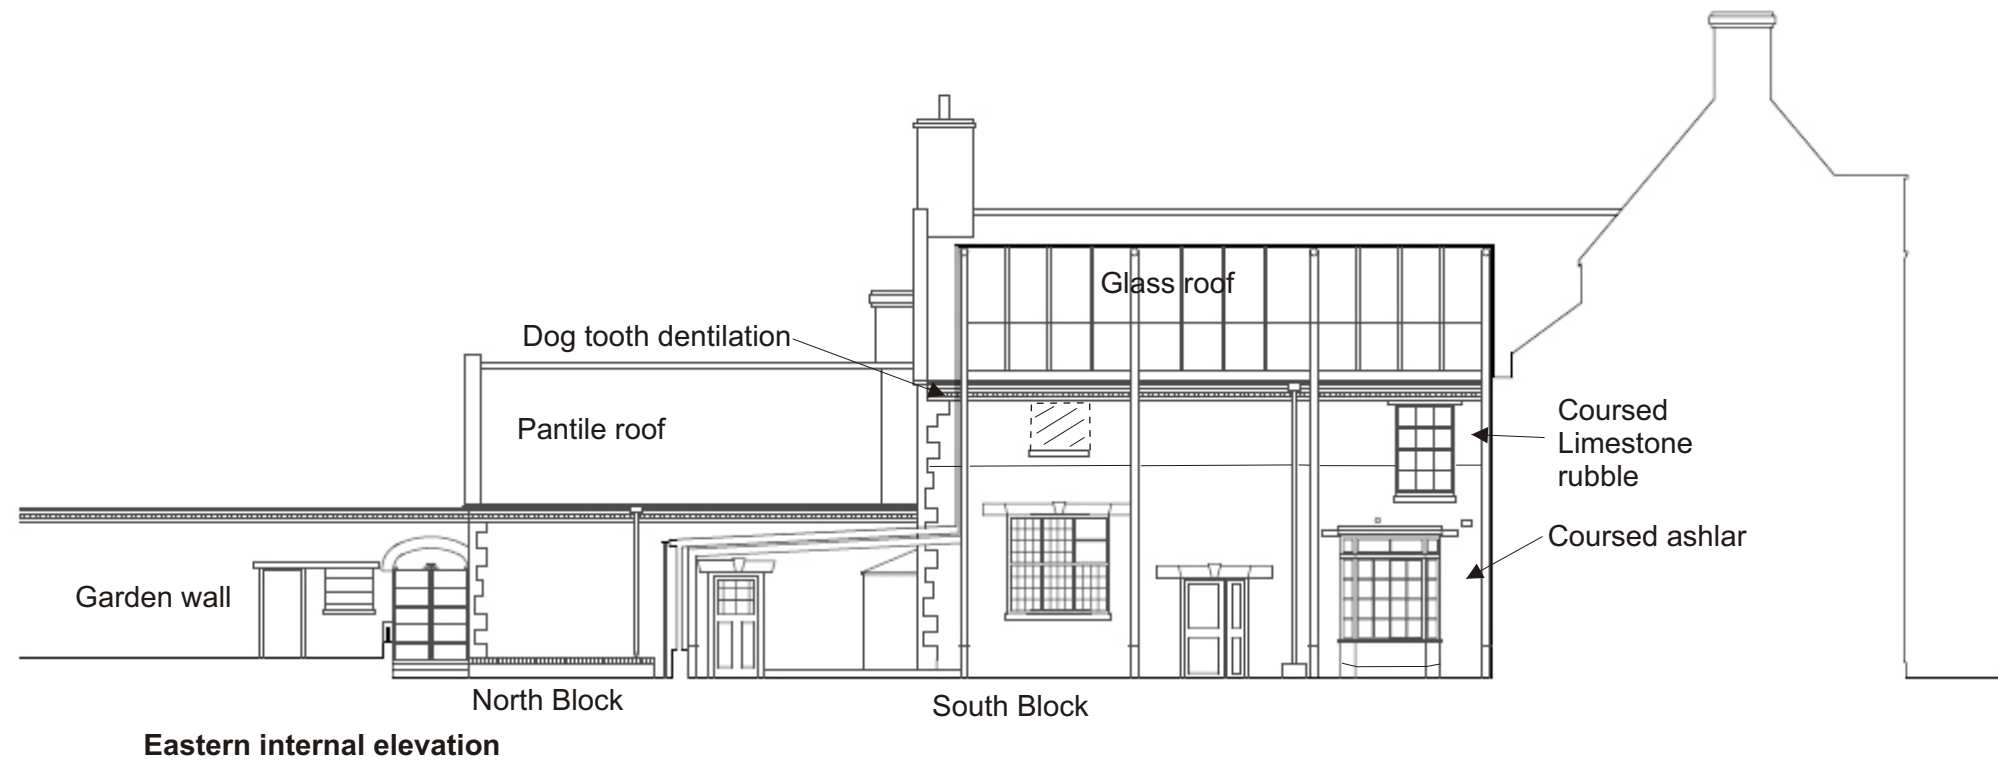 Glass roof
Dog tooth dentilation
Pantile roof
Coursed
Limestone
rubble
Coursed ashlar
Garden wall
North Block
South Block
Eastern internal elevation